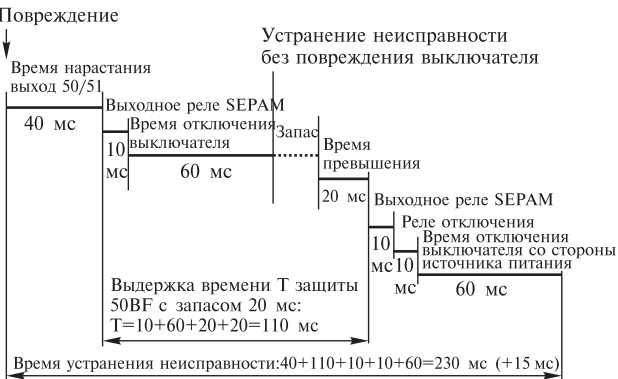 Повреждение
Устранение неисправности
без повреждения выключателя
Время нарастания
выход 50/51
40 мс
Выходное реле SEPAM
Время отключения
выключателя
10
мс
60 мс
Запас
Время
превышения
20 мс
Выходное реле SEPAM
Реле отключения
10
мс
Время отключения
выключателя со стороны
источника питания
10
мс
60 мс
Выдержка времени Т защиты
50BF с запасом 20 мс:
Т=10+60+20+20=110 мс
Время устранения неисправности:40+110+10+10+60=230 мс (+15 мс)